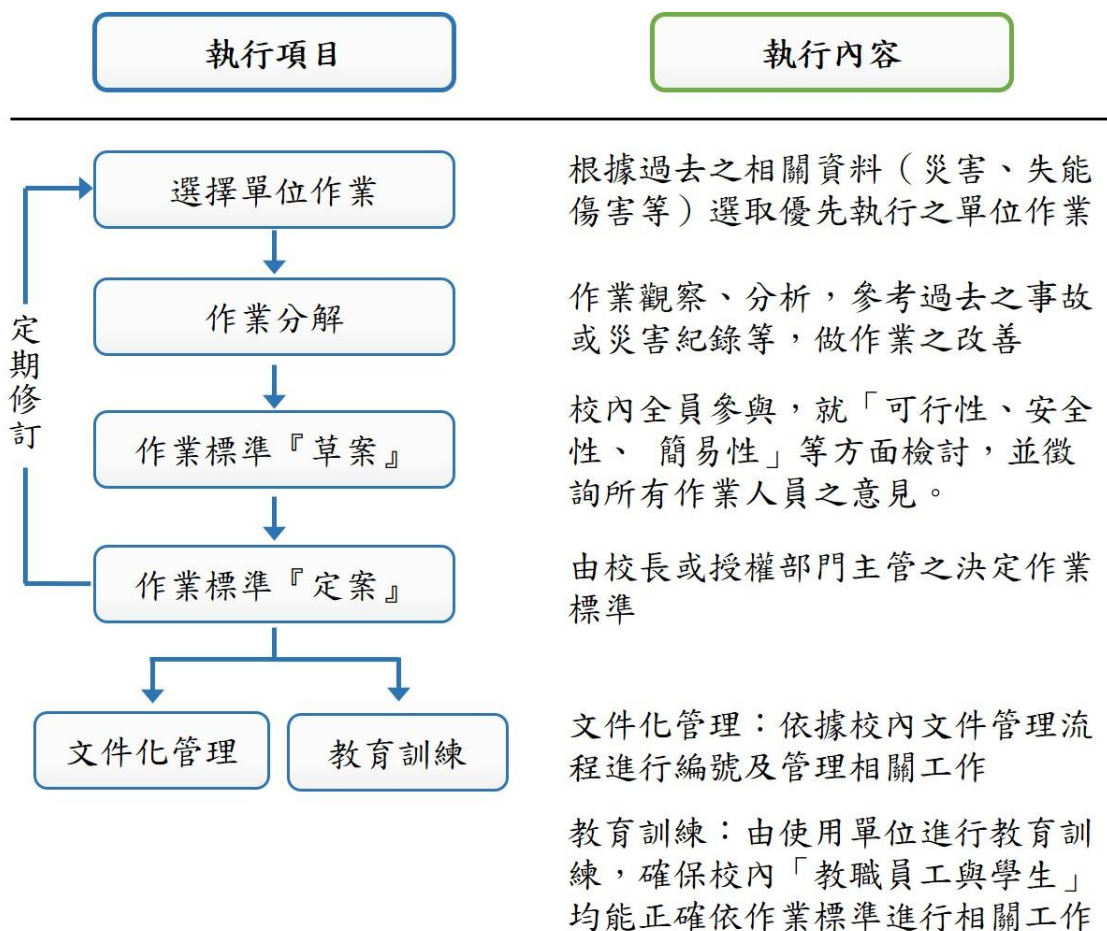 執行項目
執行內容
選擇單位作業
根據過去之相關資料（災害、失能
傷害等）選取優先執行之單位作業
作業分解
作業觀察、分析，參考過去之事故
或災害紀錄等，做作業之改善
定期修訂
作業標準『草案』
校內全員參與，就「可行性、安全
性、 簡易性」等方面檢討，並徵
詢所有作業人員之意見。
作業標準『定案』
由校長或授權部門主管之決定作業
標準
文件化管理
教育訓練
文件化管理：依據校內文件管理流
程進行編號及管理相關工作
教育訓練：由使用單位進行教育訓
練，確保校內「教職員工與學生」
均能正確依作業標準進行相關工作